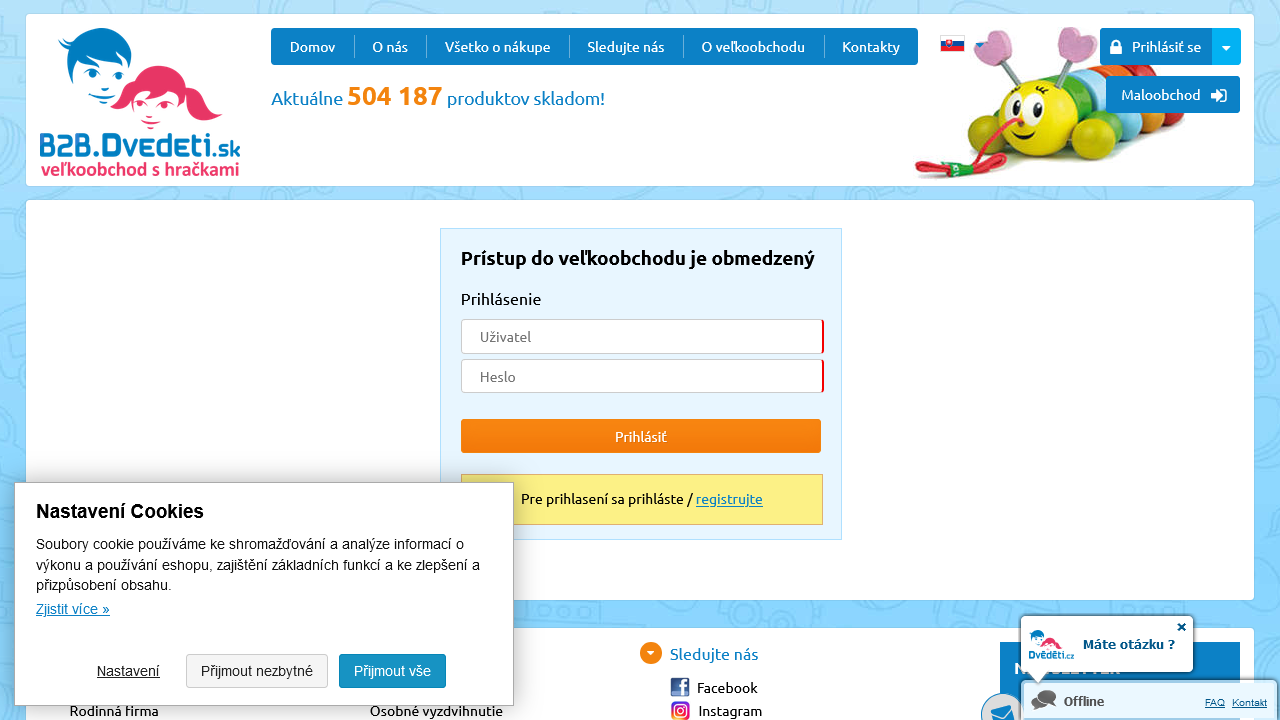 B2B.Dvedeti.sk
veľkoobchod s hračkami
Domov
O nás
Všetko o nákupe
Sledujte nás
O veľkoobchodu
Kontakty
Prihlásiť se
Aktuálne 504 187 produktov skladom!
Maloobchod
Prístup do veľkoobchodu je obmedzený
Prihlásenie
Uživatel
Heslo
Prihlásiť
Pre prihlasení sa prihláste / registrujte
Nastavení Cookies
Soubory cookie používáme ke shromažďování a analýze informací o
výkonu a používání eshopu, zajištění základních funkcí a ke zlepšení a
přizpůsobení obsahu.
Zjistit více »
Nastavení
Přijmout nezbytné
Přijmout vše
Sledujte nás
Facebook
Instagram
Rodinná firma
Osobné vyzdvihnutie
Dvěděti.cz
Máte otázku ?
Offline
FAQ
Kontakt